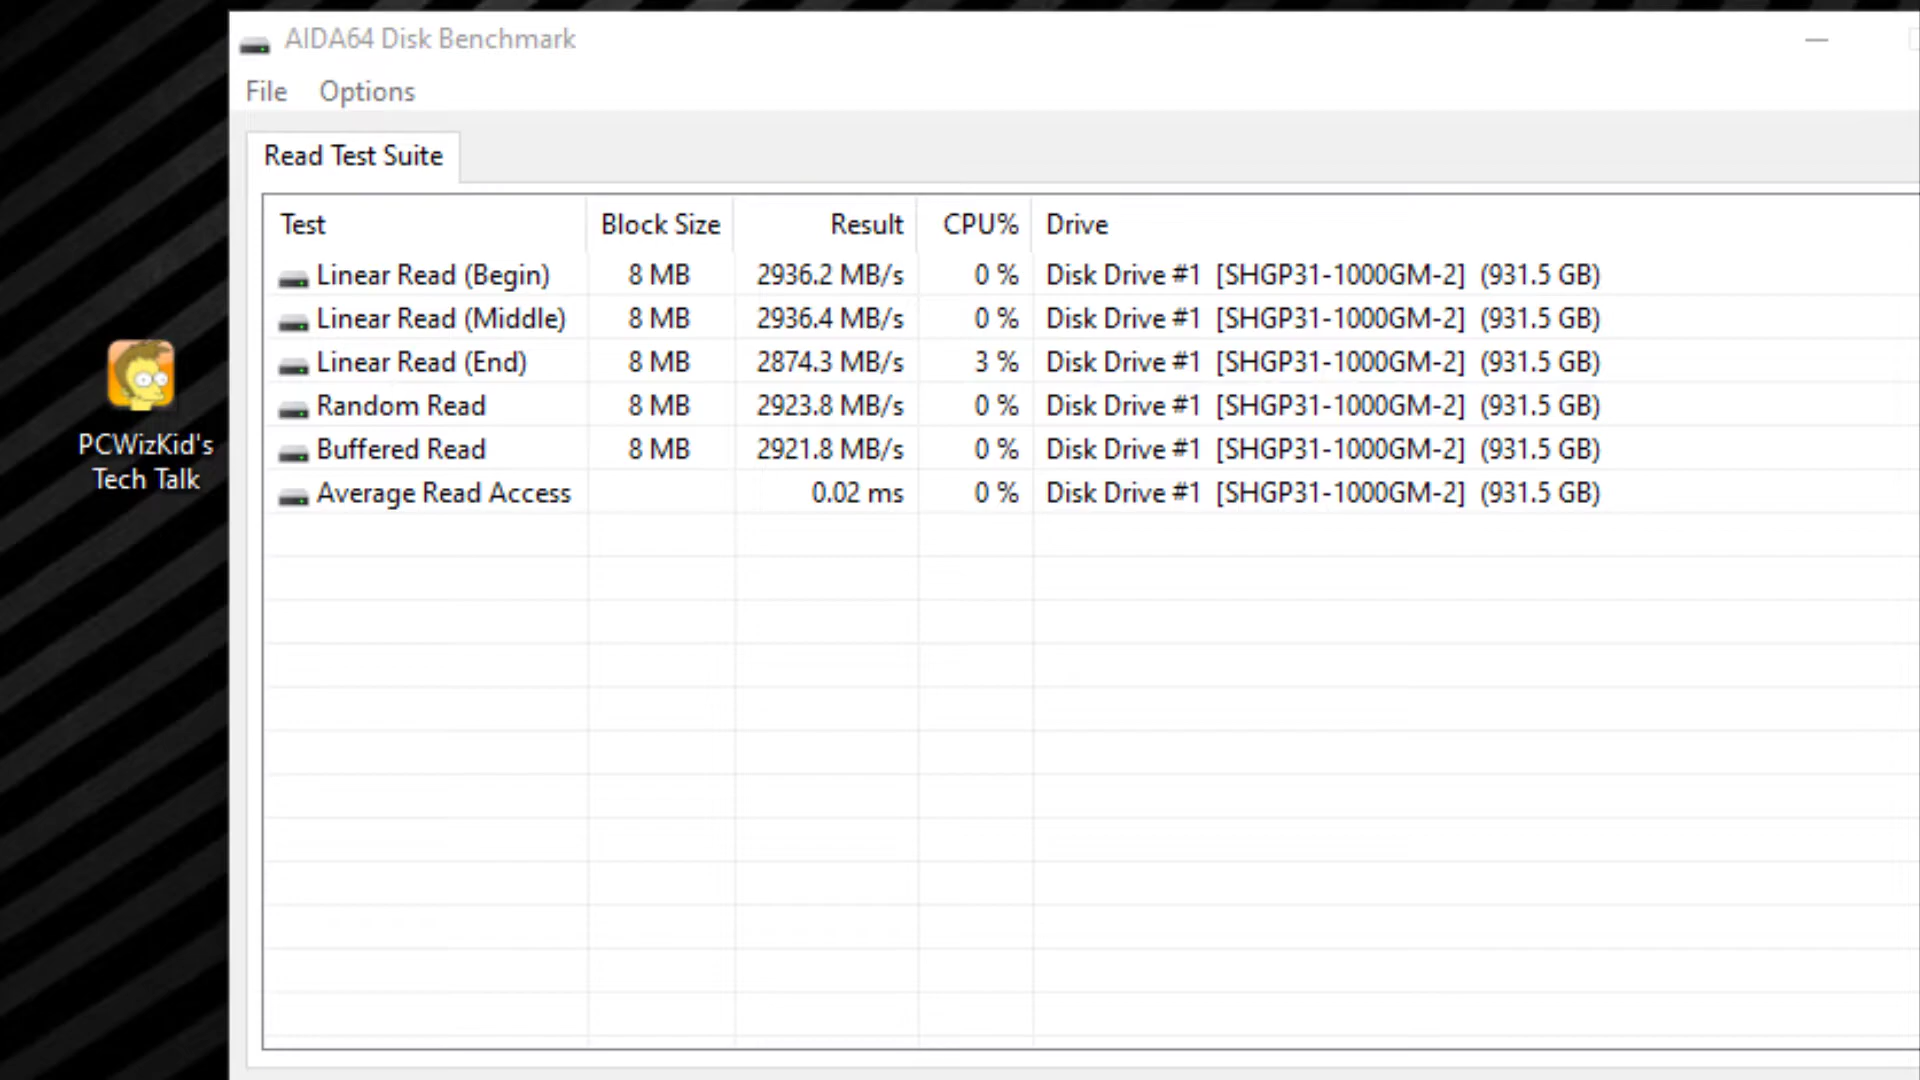 AIDA64 Disk Benchmark
File Options
Read Test Suite
Test Block Size Result CPU% Drive
Linear Read (Begin) 8 MB 2936.2 MB/s 0 % Disk Drive #1 [SHGP31-1000GM-2] (931.5 GB)
Linear Read (Middle) 8 MB 2936.4 MB/s 0 % Disk Drive #1 [SHGP31-1000GM-2] (931.5 GB)
Linear Read (End) 8 MB 2874.3 MB/s 3 % Disk Drive #1 [SHGP31-1000GM-2] (931.5 GB)
Random Read 8 MB 2923.8 MB/s 0 % Disk Drive #1 [SHGP31-1000GM-2] (931.5 GB)
Buffered Read 8 MB 2921.8 MB/s 0 % Disk Drive #1 [SHGP31-1000GM-2] (931.5 GB)
Average Read Access 0.02 ms 0 % Disk Drive #1 [SHGP31-1000GM-2] (931.5 GB)
PCWizKid's
Tech Talk